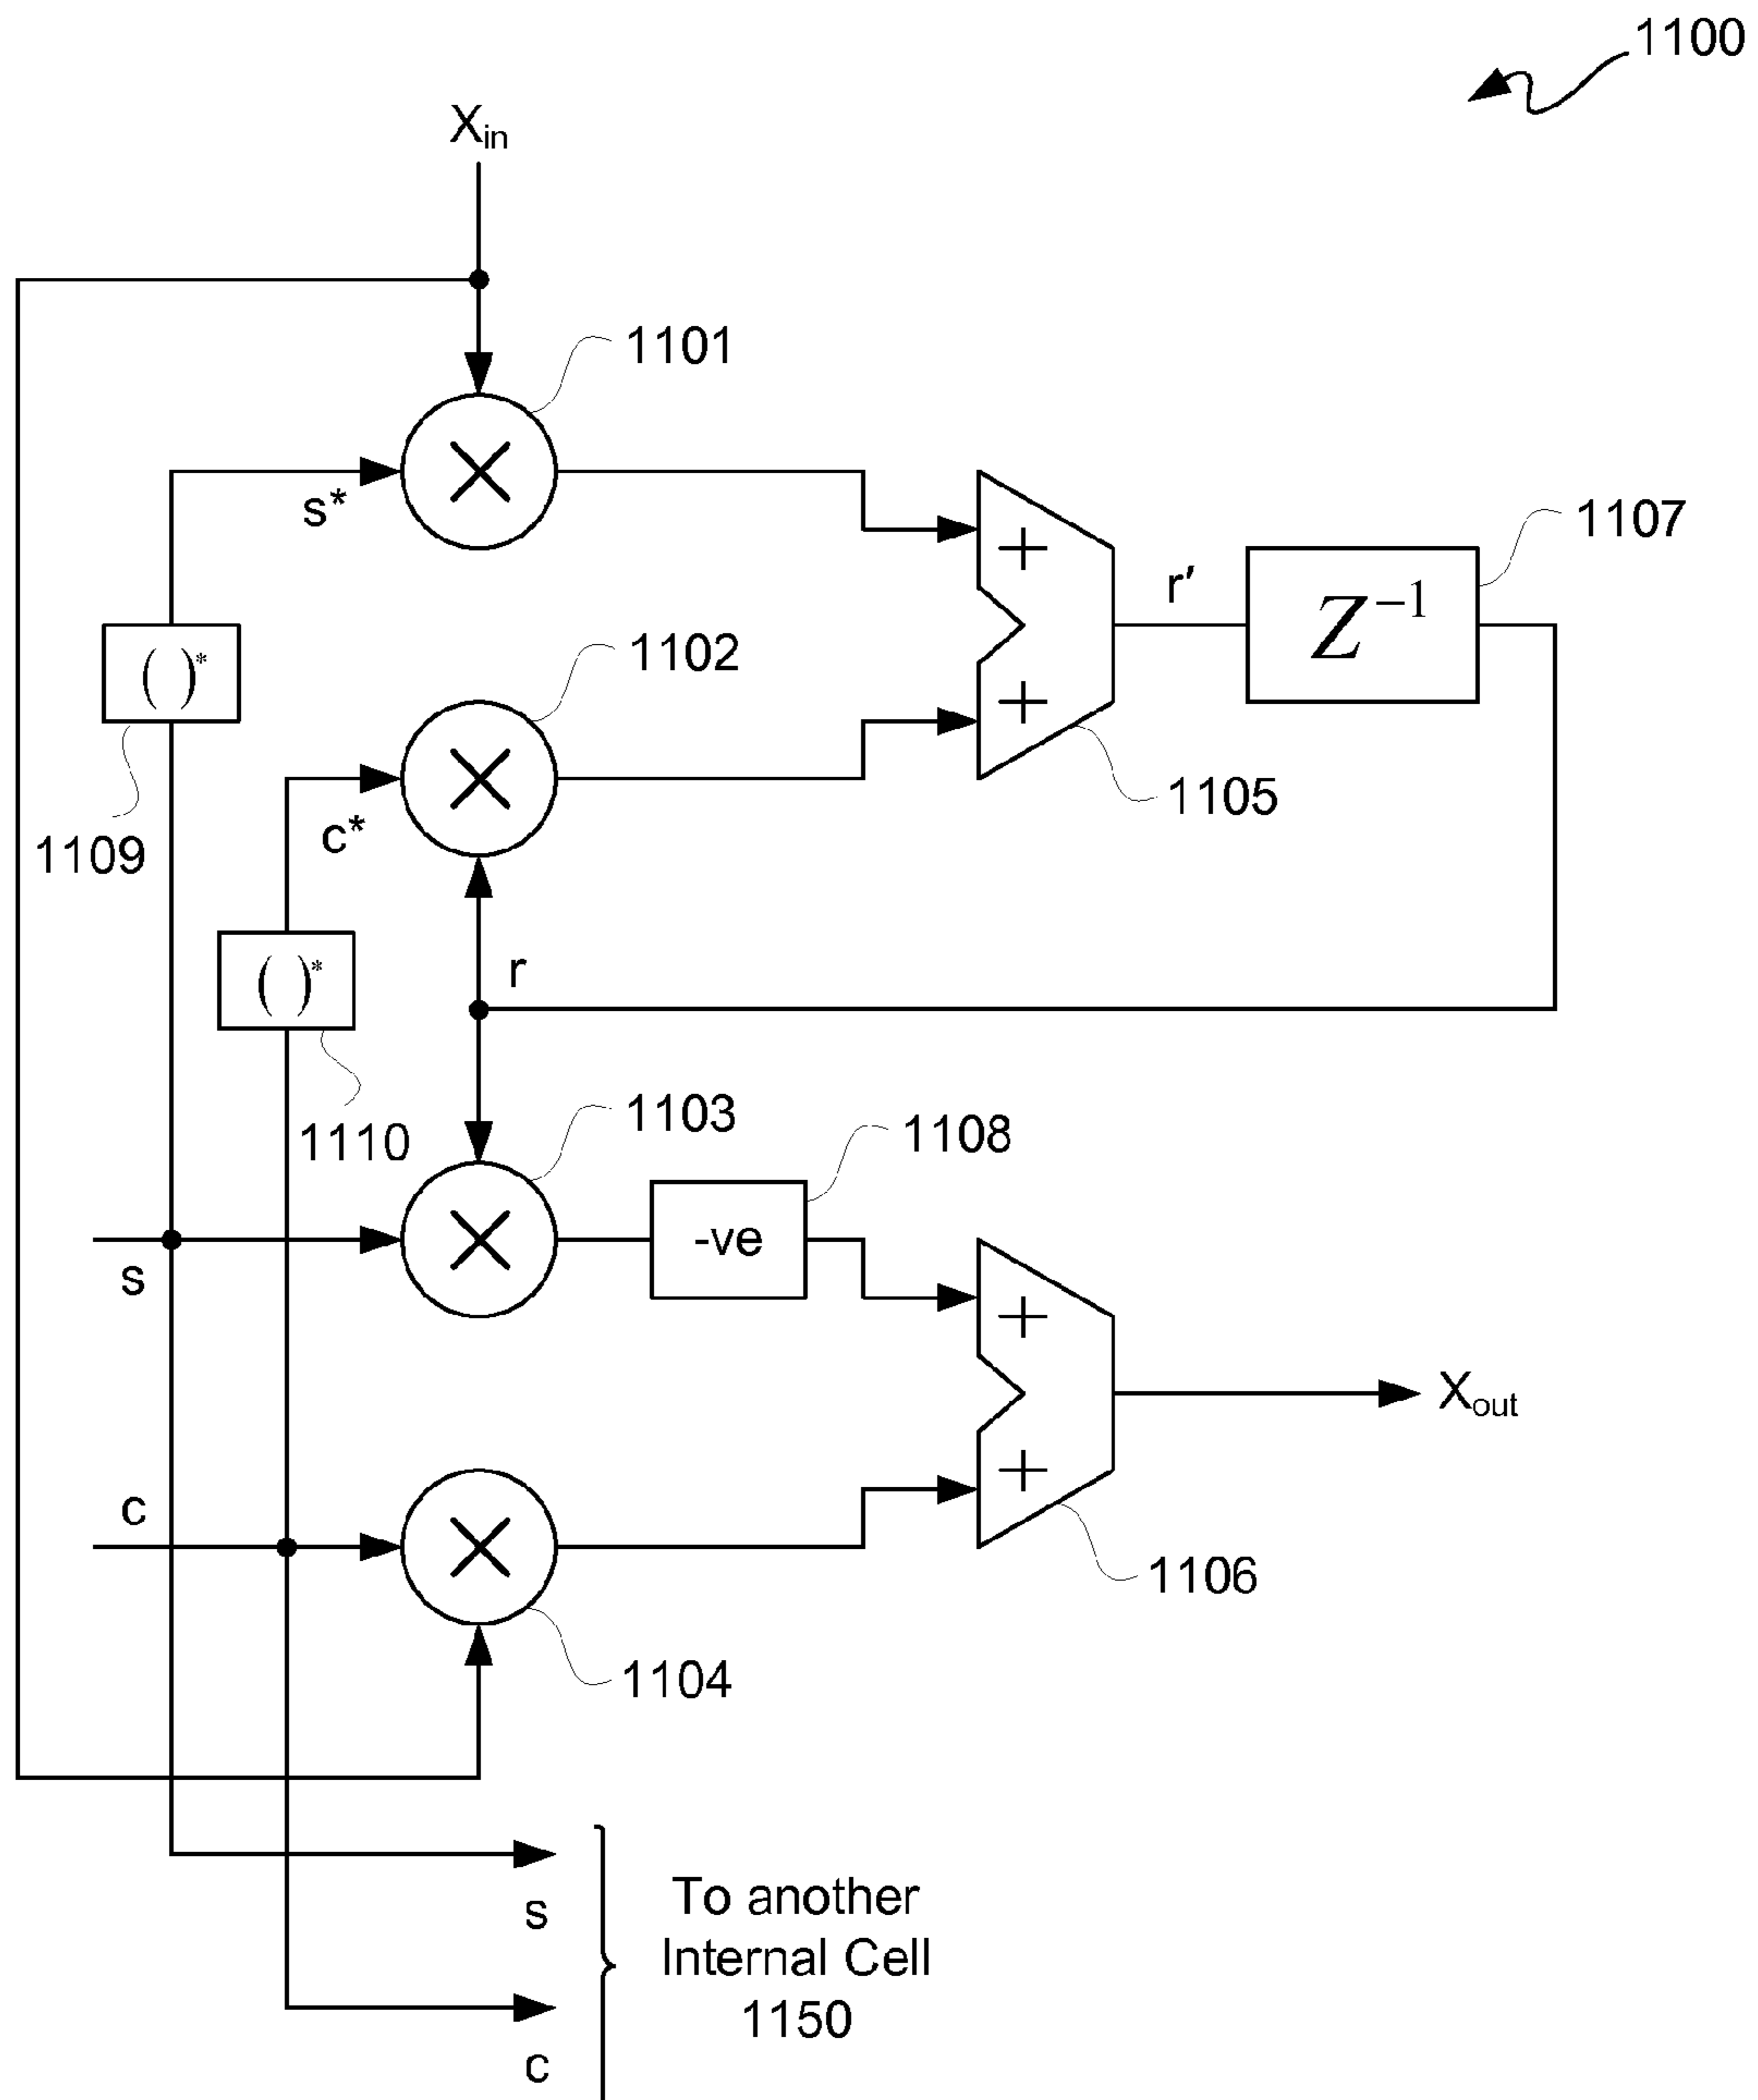 1100
Xin
1101
s*
1107
r'
Z−1
+
1102
( )*
+
1105
c*
1109
r
( )*
1103
1108
1110
-ve
s
+
Xout
c
+
1106
1104
s
To another
Internal Cell
1150
c